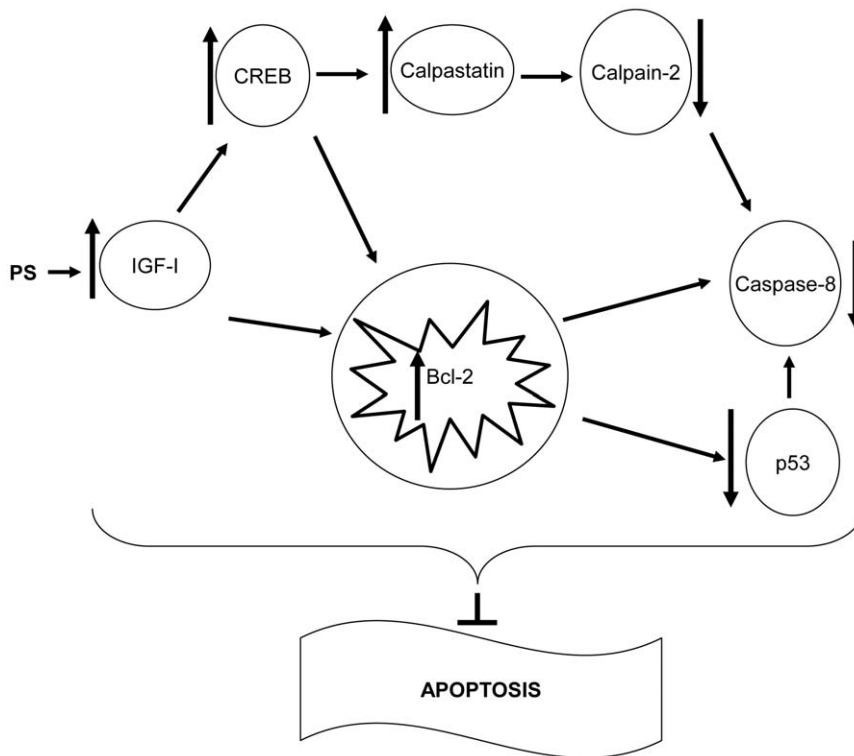 CREB
Calpastatin
Calpain-2
PS
IGF-I
Caspase-8
Bcl-2
p53
APOPTOSIS